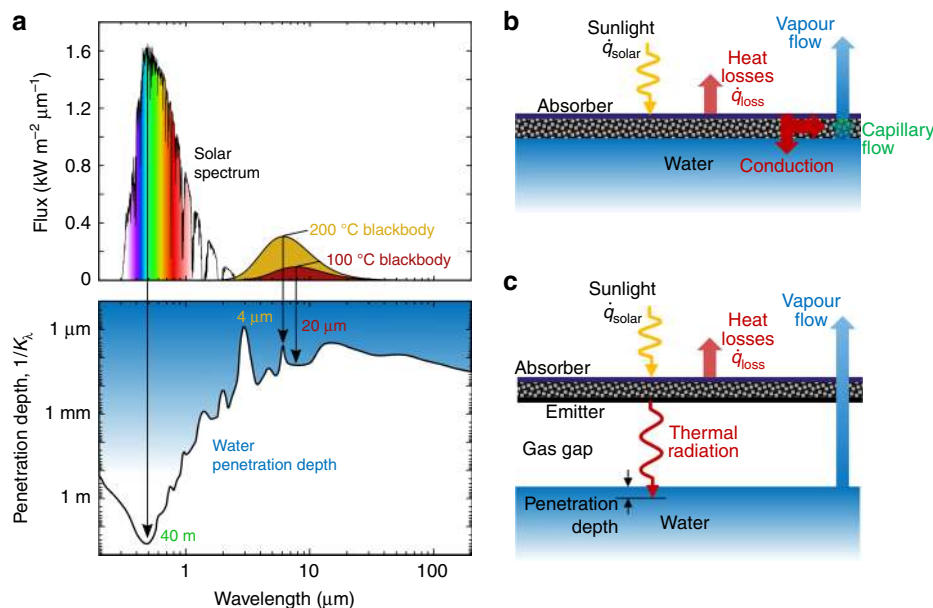 a
1.6
1.2
0.8
0.4
0
Flux (kW m⁻² μm⁻¹)
Solar
spectrum
200 °C blackbody
100 °C blackbody
4 μm
20 μm
1 μm
1 mm
1 m
Penetration depth, 1/Kλ
Water
penetration depth
40 m
1
10
100
Wavelength (μm)
b
Sunlight
q̇solar
Heat
losses
q̇loss
Vapour
flow
Absorber
Capillary
flow
Water
Conduction
c
Sunlight
q̇solar
Heat
losses
q̇loss
Vapour
flow
Absorber
Emitter
Gas gap
Thermal
radiation
Penetration
depth
Water